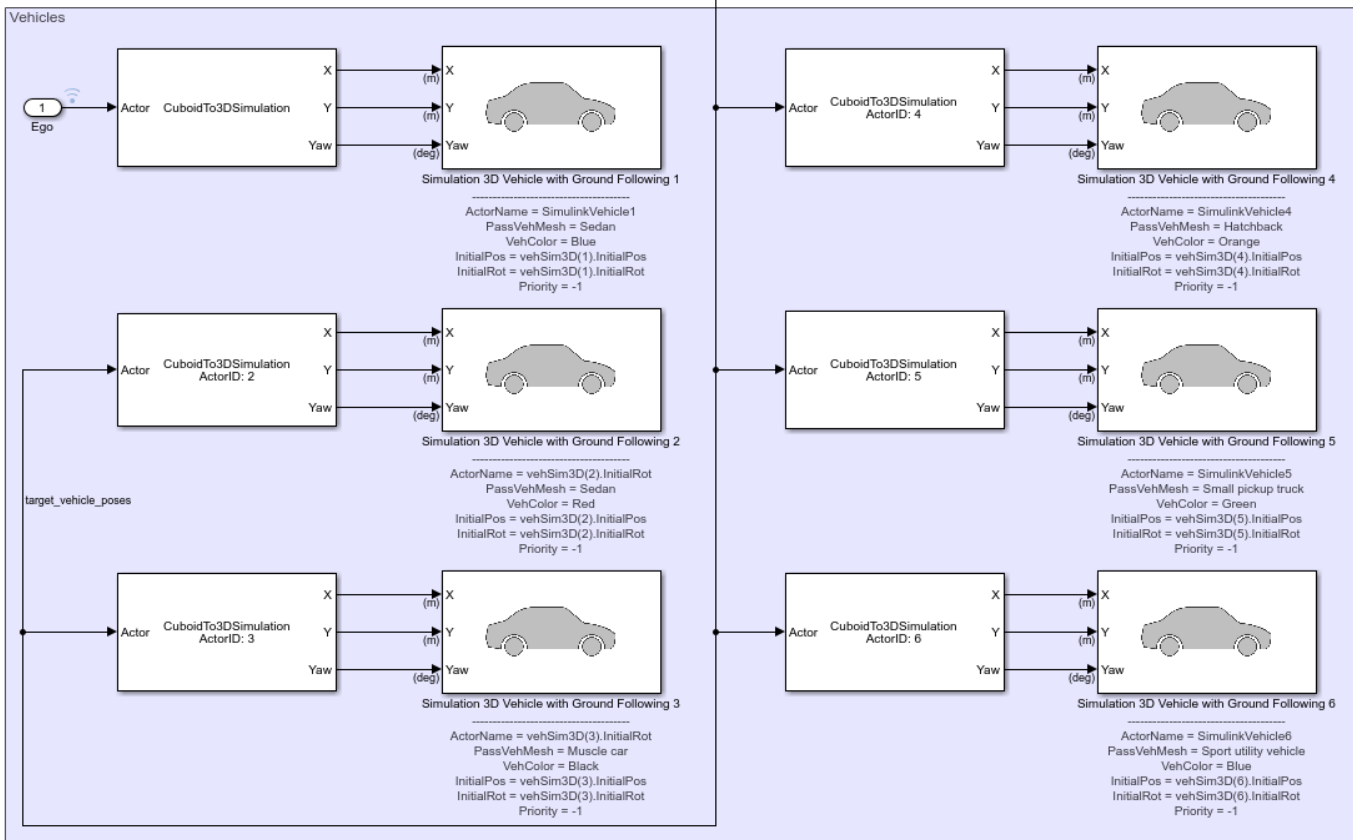 Vehicles
1
Ego
Actor
CuboidTo3DSimulation
X
Y
Yaw
(m)
(m)
(deg)
X
Y
Yaw
Simulation 3D Vehicle with Ground Following 1
----------------------------------------
ActorName = SimulinkVehicle1
PassVehMesh = Sedan
VehColor = Blue
InitialPos = vehSim3D(1).InitialPos
InitialRot = vehSim3D(1).InitialRot
Priority = -1
Actor
CuboidTo3DSimulation
ActorID: 2
X
Y
Yaw
(m)
(m)
(deg)
X
Y
Yaw
Simulation 3D Vehicle with Ground Following 2
----------------------------------------
ActorName = vehSim3D(2).InitialRot
PassVehMesh = Sedan
VehColor = Red
InitialPos = vehSim3D(2).InitialPos
InitialRot = vehSim3D(2).InitialRot
Priority = -1
target_vehicle_poses
Actor
CuboidTo3DSimulation
ActorID: 3
X
Y
Yaw
(m)
(m)
(deg)
X
Y
Yaw
Simulation 3D Vehicle with Ground Following 3
----------------------------------------
ActorName = vehSim3D(3).InitialRot
PassVehMesh = Muscle car
VehColor = Black
InitialPos = vehSim3D(3).InitialPos
InitialRot = vehSim3D(3).InitialRot
Priority = -1
Actor
CuboidTo3DSimulation
ActorID: 4
X
Y
Yaw
(m)
(m)
(deg)
X
Y
Yaw
Simulation 3D Vehicle with Ground Following 4
----------------------------------------
ActorName = SimulinkVehicle4
PassVehMesh = Hatchback
VehColor = Orange
InitialPos = vehSim3D(4).InitialPos
InitialRot = vehSim3D(4).InitialRot
Priority = -1
Actor
CuboidTo3DSimulation
ActorID: 5
X
Y
Yaw
(m)
(m)
(deg)
X
Y
Yaw
Simulation 3D Vehicle with Ground Following 5
----------------------------------------
ActorName = SimulinkVehicle5
PassVehMesh = Small pickup truck
VehColor = Green
InitialPos = vehSim3D(5).InitialPos
InitialRot = vehSim3D(5).InitialRot
Priority = -1
Actor
CuboidTo3DSimulation
ActorID: 6
X
Y
Yaw
(m)
(m)
(deg)
X
Y
Yaw
Simulation 3D Vehicle with Ground Following 6
----------------------------------------
ActorName = SimulinkVehicle6
PassVehMesh = Sport utility vehicle
VehColor = Blue
InitialPos = vehSim3D(6).InitialPos
InitialRot = vehSim3D(6).InitialRot
Priority = -1